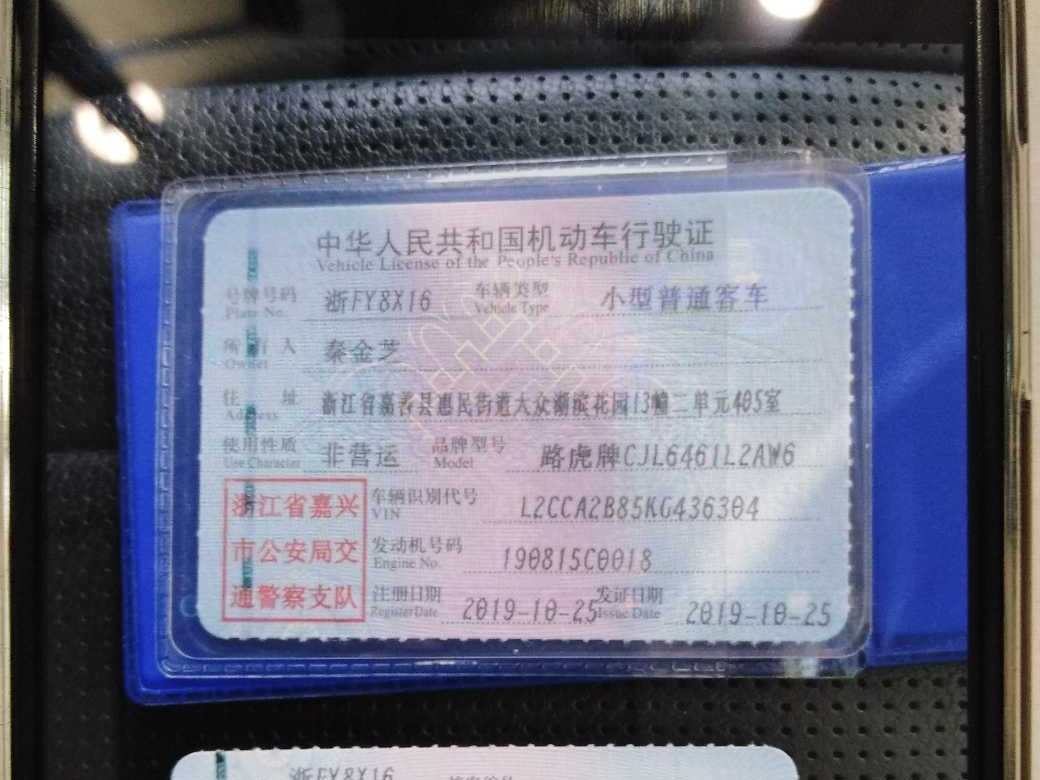 中华人民共和国机动车行驶证
Vehicle License of the People's Republic of China
号牌号码 浙FY8X16 车辆类型 小型普通客车
Plate No. Vehicle Type
所有人 秦金芝
Owner
住 址 浙江省嘉善县惠民街道大众湖滨花园13幢二单元405室
Address
使用性质 非营运 品牌型号 路虎牌CJL6461L2AW6
Use Character Model
浙江省嘉兴 车辆识别代号 L2CCA2B85KG436304
VIN
市公安局交 发动机号码 190815C0018
Engine No.
通警察支队 注册日期 2019-10-25 发证日期 2019-10-25
Register Date Issue Date
浙FY8X16